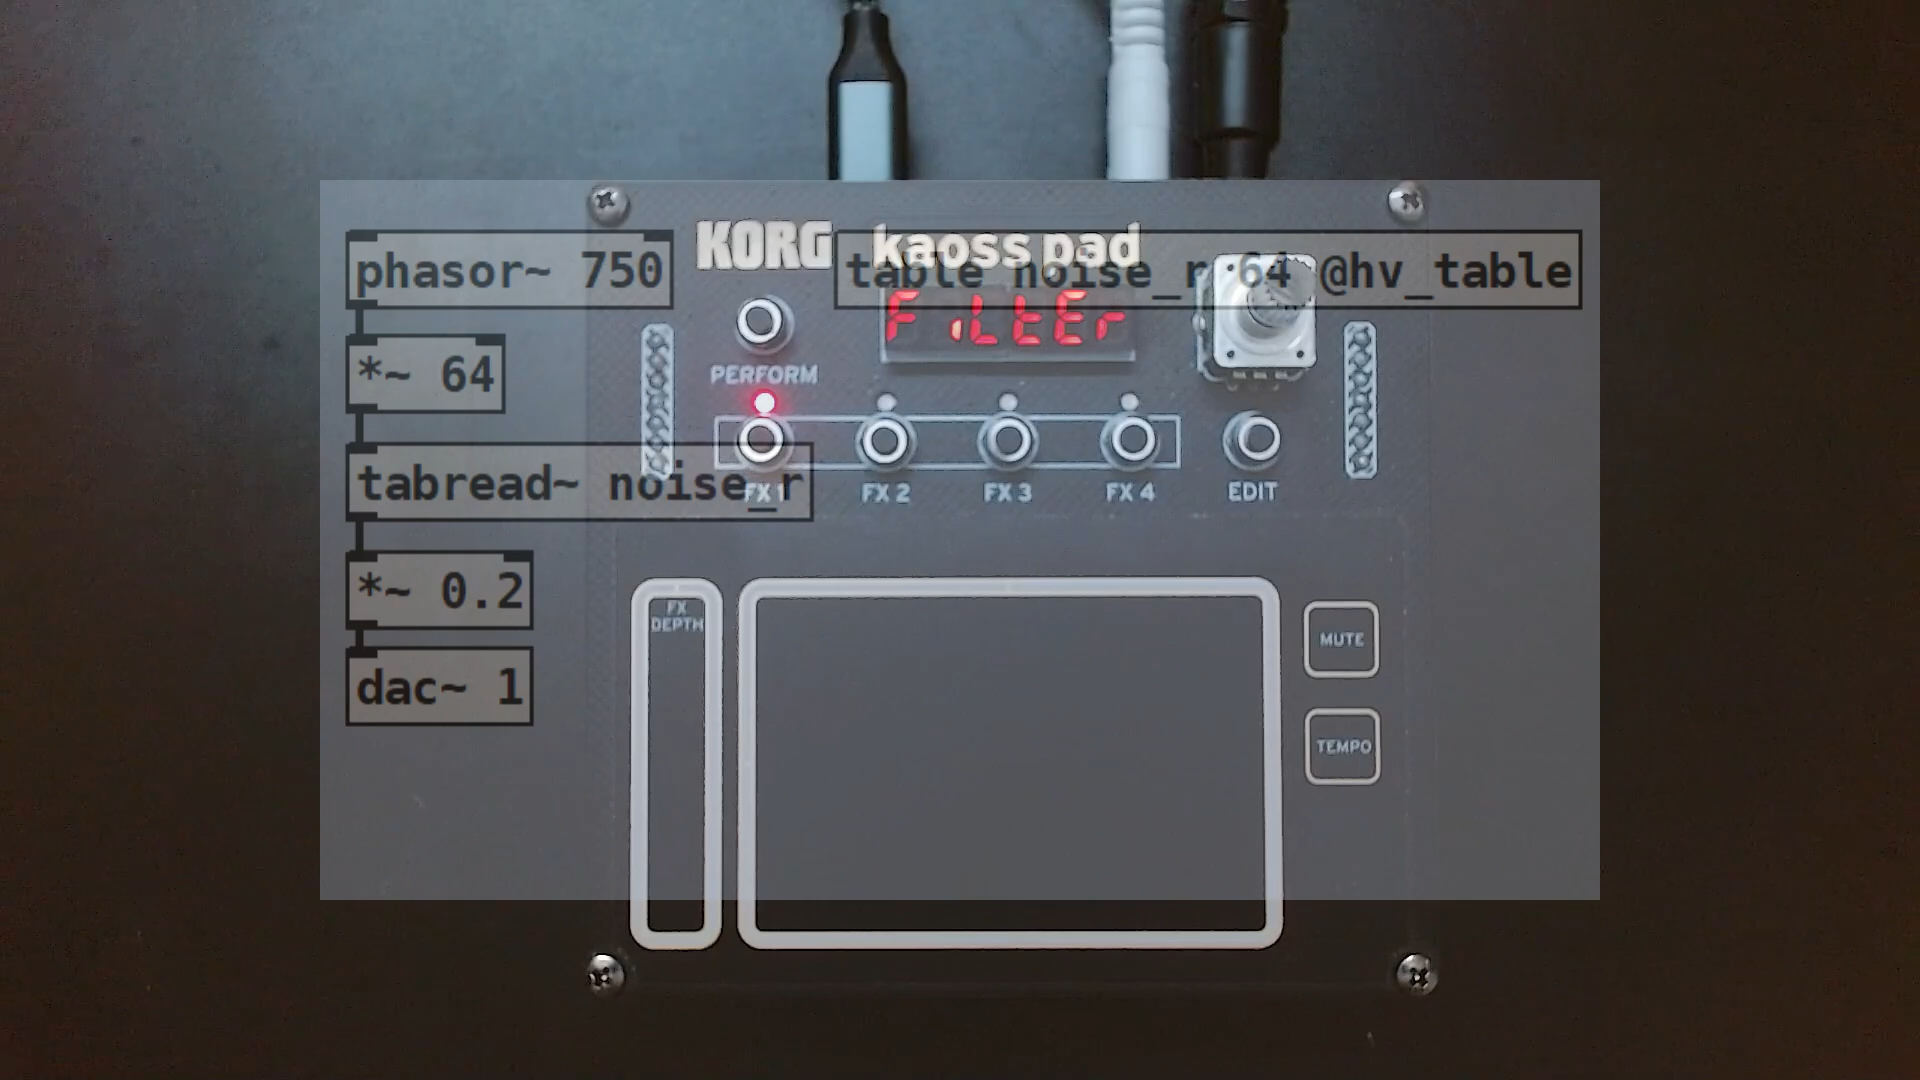 KORG kaoss pad
phasor~ 750
table noise_r 64 @hv_table
FiLtEr
*~ 64
PERFORM
tabread~ noise_r
FX 1
FX 2
FX 3
FX 4
EDIT
*~ 0.2
FX
DEPTH
MUTE
dac~ 1
TEMPO